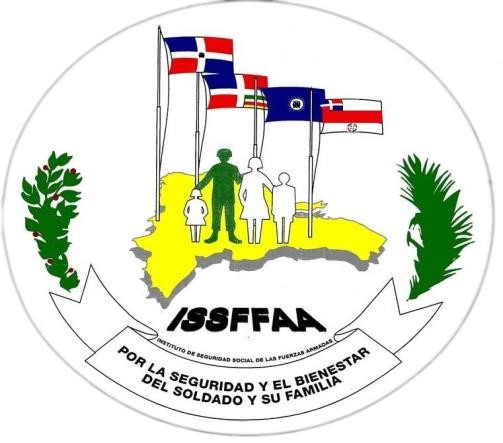 ISSFFAA
INSTITUTO DE SEGURIDAD SOCIAL DE LAS FUERZAS ARMADAS
POR LA SEGURIDAD Y EL BIENESTAR
DEL SOLDADO Y SU FAMILIA